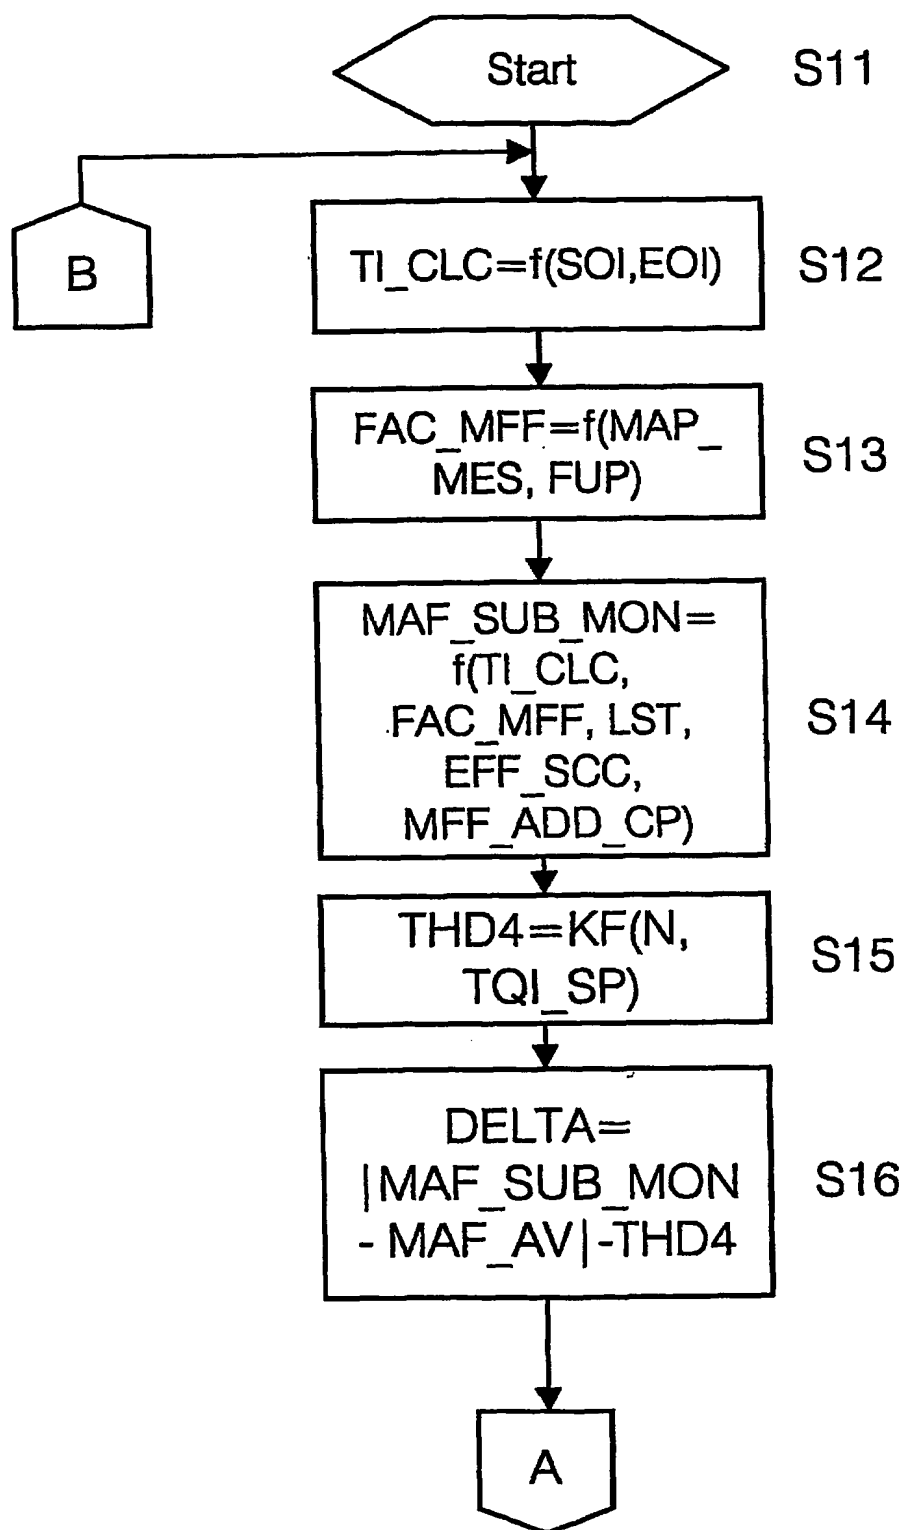 Start
S11
B
TI_CLC=f(SOI,EOI)
S12
FAC_MFF=f(MAP_
MES, FUP)
S13
MAF_SUB_MON=
f(TI_CLC,
FAC_MFF, LST,
EFF_SCC,
MFF_ADD_CP)
S14
THD4=KF(N,
TQI_SP)
S15
DELTA=
|MAF_SUB_MON
- MAF_AV|-THD4
S16
A